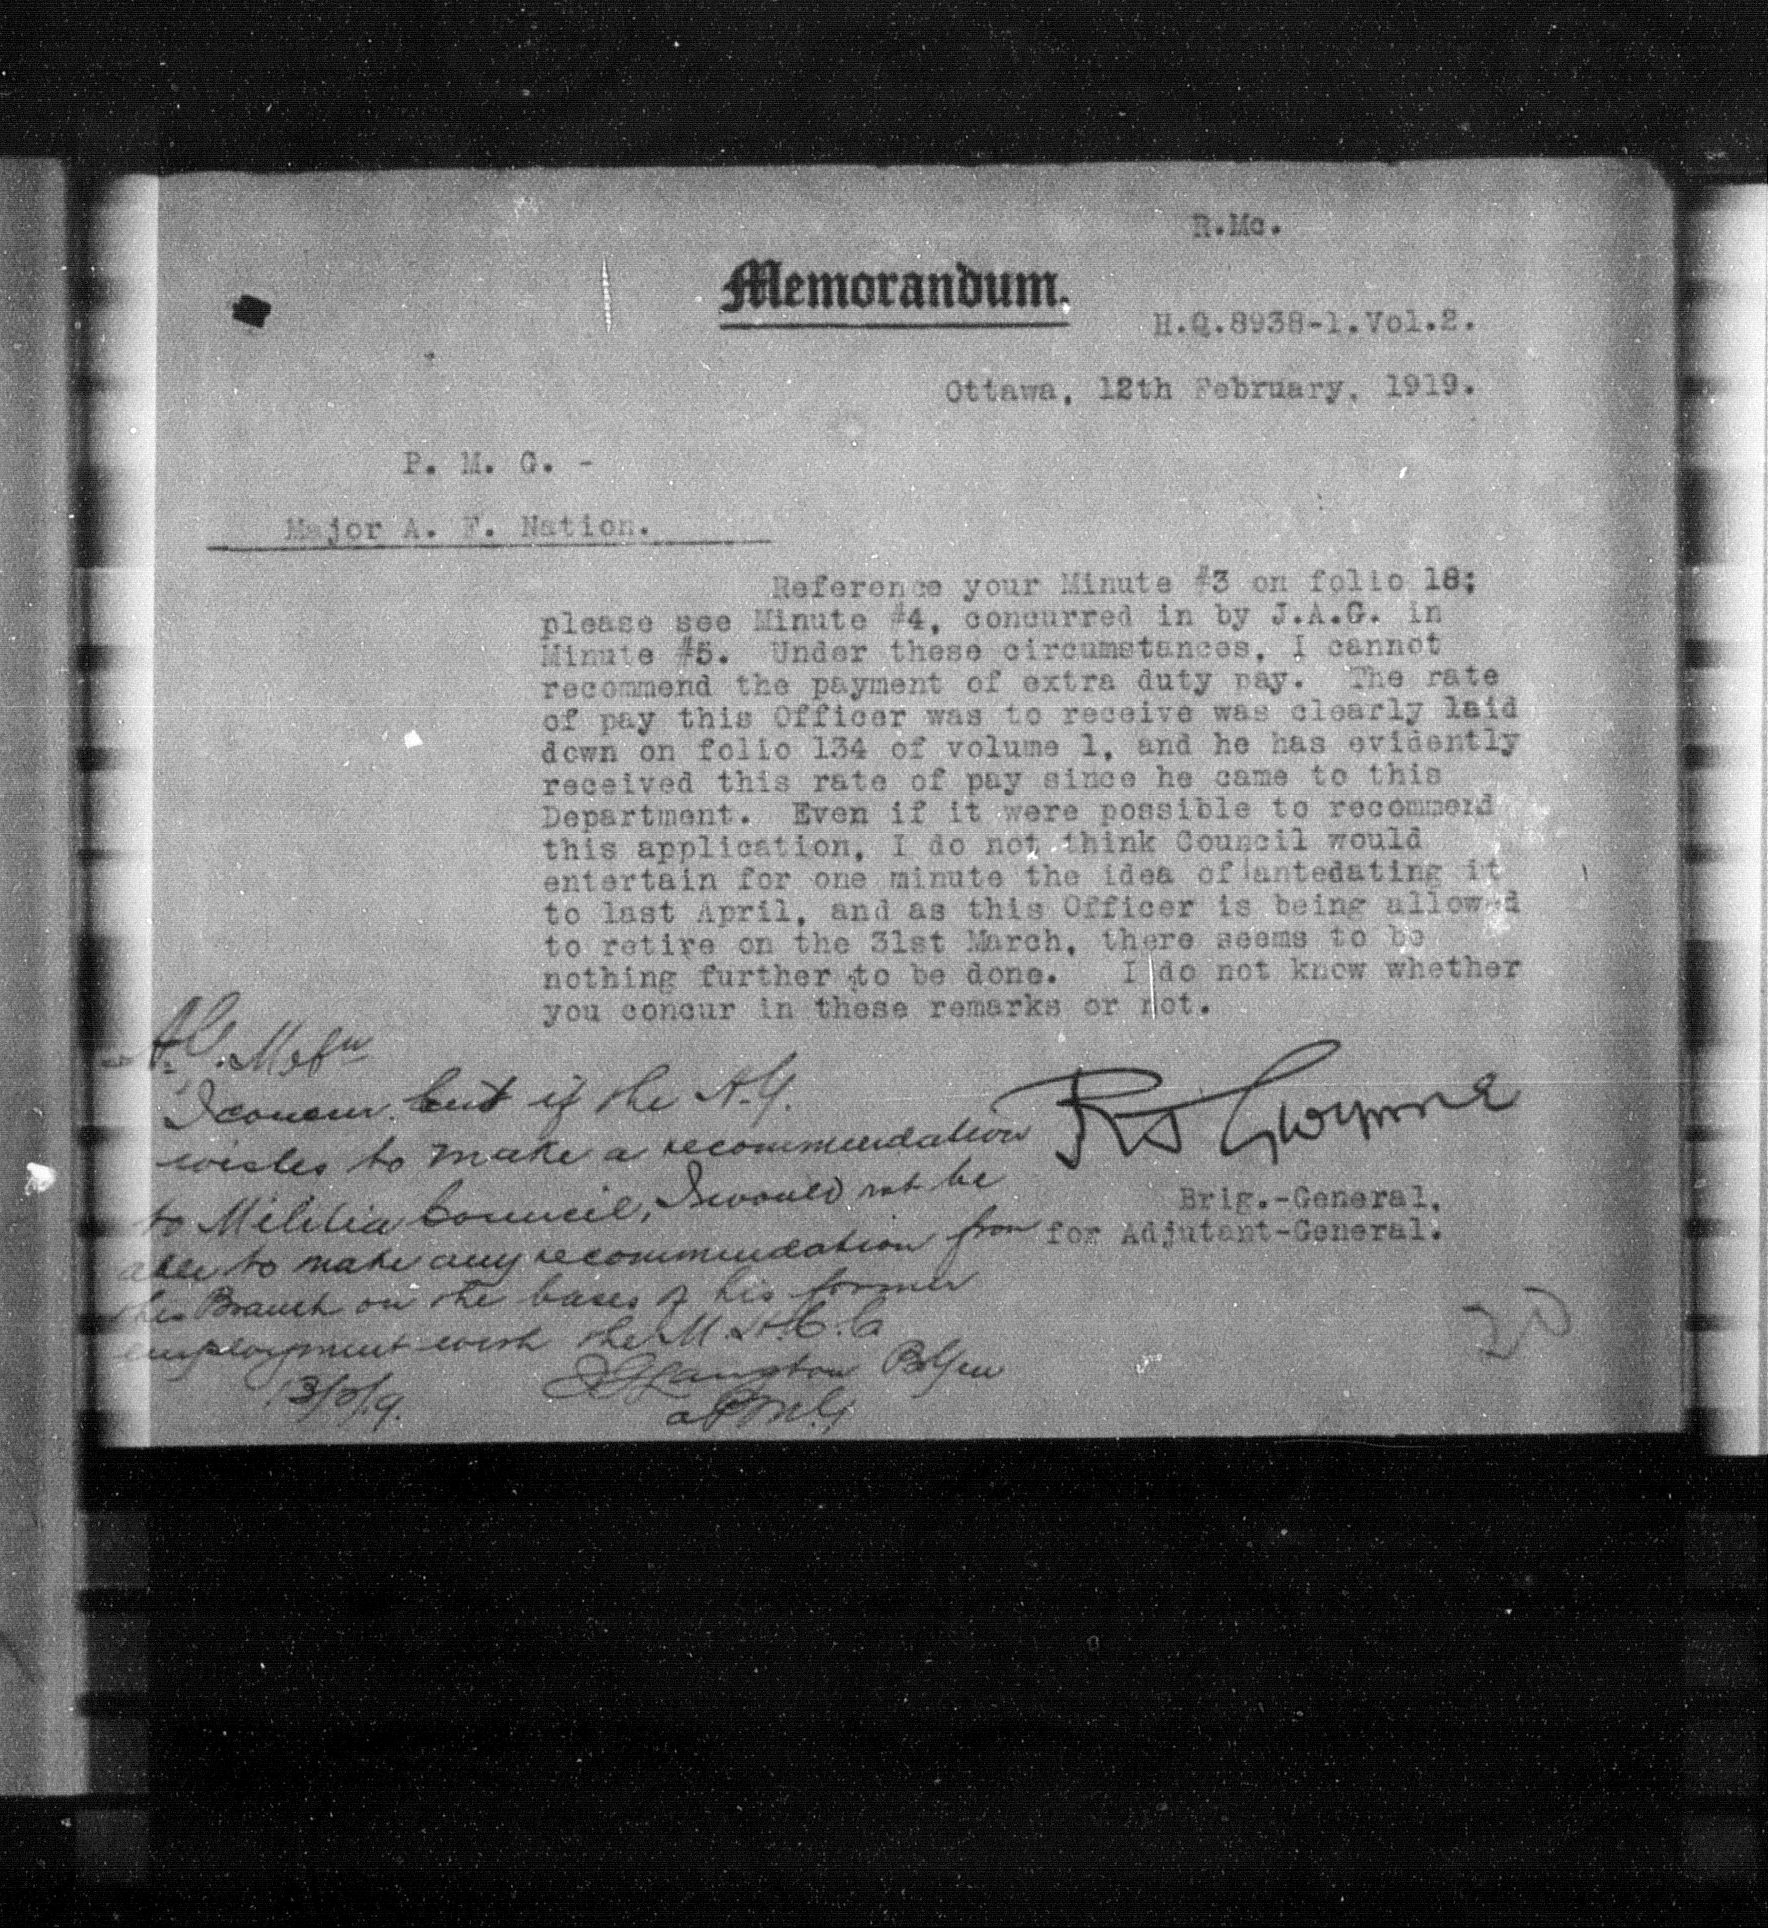 R.Mc.
Memorandum.
H.Q.8938-1.Vol.2.
Ottawa, 12th February, 1919.
P. M. G. -
Major A. F. Nation.
Reference your Minute #3 on folio 18;
please see Minute #4, concurred in by J.A.G. in
Minute #5. Under these circumstances, I cannot
recommend the payment of extra duty pay. The rate
of pay this Officer was to receive was clearly laid
down on folio 134 of volume 1, and he has evidently
received this rate of pay since he came to this
Department. Even if it were possible to recommend
this application, I do not think Council would
entertain for one minute the idea of antedating it
to last April, and as this Officer is being allowed
to retire on the 31st March, there seems to be
nothing further to be done. I do not know whether
you concur in these remarks or not.
A.G.
I concur, but if the A.G.
wishes to make a recommendation
to Militia Council, I would not be
able to make any recommendation from
this Branch on the bases of his former
employment with the M.H.C.C
Langton BGen
a PMG
13/2/19.
R J Gwynne
Brig.-General,
for Adjutant-General.
20